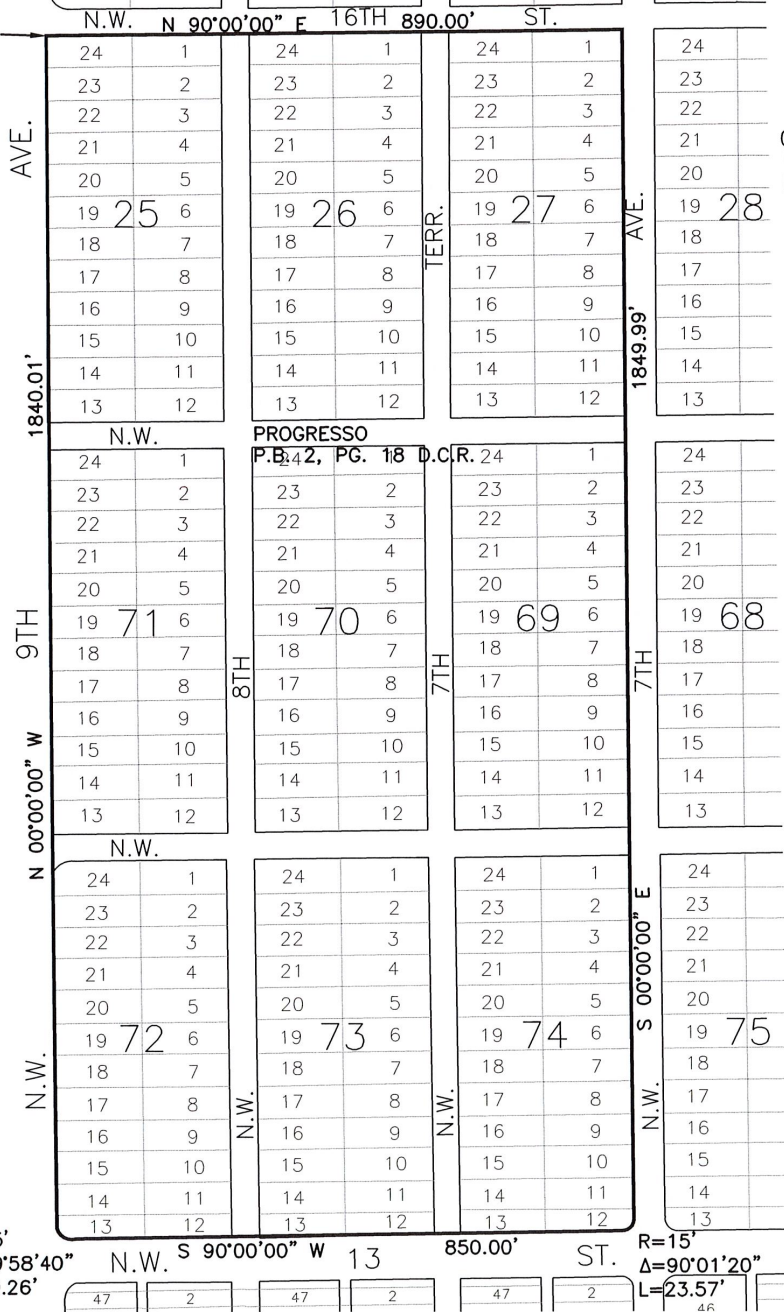 N.W. N 90°00'00" E 16TH 890.00' ST.
24 1 24 1 24 1 24
23 2 23 2 23 2 23
22 3 22 3 22 3 22
AVE.
21 4 21 4 21 4 21
20 5 20 5 20 5 20
19 25 6 19 26 6 19 27 6 19 28
TERR.
AVE.
18 7 18 7 18 7 18
17 8 17 8 17 8 17
16 9 16 9 16 9 16
15 10 15 10 15 10 15
1840.01'
1849.99'
14 11 14 11 14 11 14
13 12 13 12 13 12 13
N.W. PROGRESSO
P.B. 2, PG. 18 D.C.R.
24 1 24 1 24 1 24
23 2 23 2 23 2 23
22 3 22 3 22 3 22
21 4 21 4 21 4 21
20 5 20 5 20 5 20
19 71 6 19 70 6 19 69 6 19 68
9TH
8TH
7TH
7TH
18 7 18 7 18 7 18
17 8 17 8 17 8 17
16 9 16 9 16 9 16
15 10 15 10 15 10 15
14 11 14 11 14 11 14
13 12 13 12 13 12 13
N 00°00'00" W
N.W.
24 1 24 1 24 1 24
23 2 23 2 23 2 23
22 3 22 3 22 3 22
21 4 21 4 21 4 21
20 5 20 5 20 5 20
S 00°00'00" E
19 72 6 19 73 6 19 74 6 19 75
18 7 18 7 18 7 18
N.W.
N.W.
N.W.
N.W.
17 8 17 8 17 8 17
16 9 16 9 16 9 16
15 10 15 10 15 10 15
14 11 14 11 14 11 14
13 12 13 12 13 12 13
N.W. S 90°00'00" W 13 850.00' ST.
R=15'
Δ=90°01'20"
L=23.57'
58'40"
.26'
47 2 47 2 47 2 46